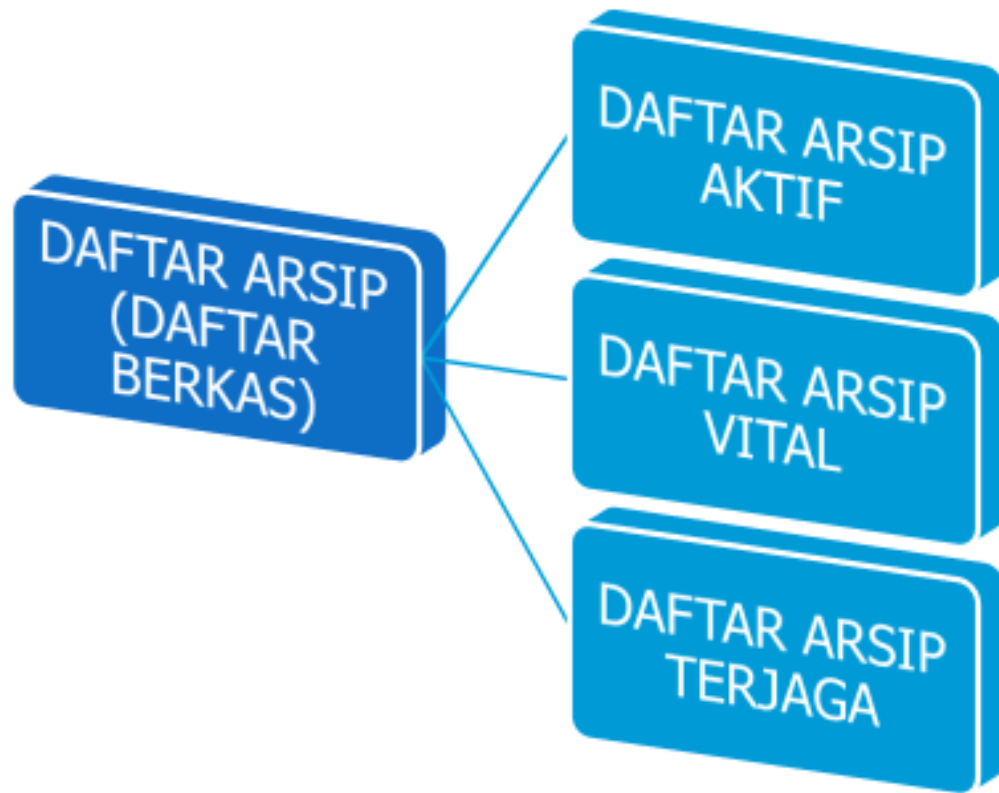 DAFTAR ARSIP
(DAFTAR
BERKAS)
DAFTAR ARSIP
AKTIF
DAFTAR ARSIP
VITAL
DAFTAR ARSIP
TERJAGA